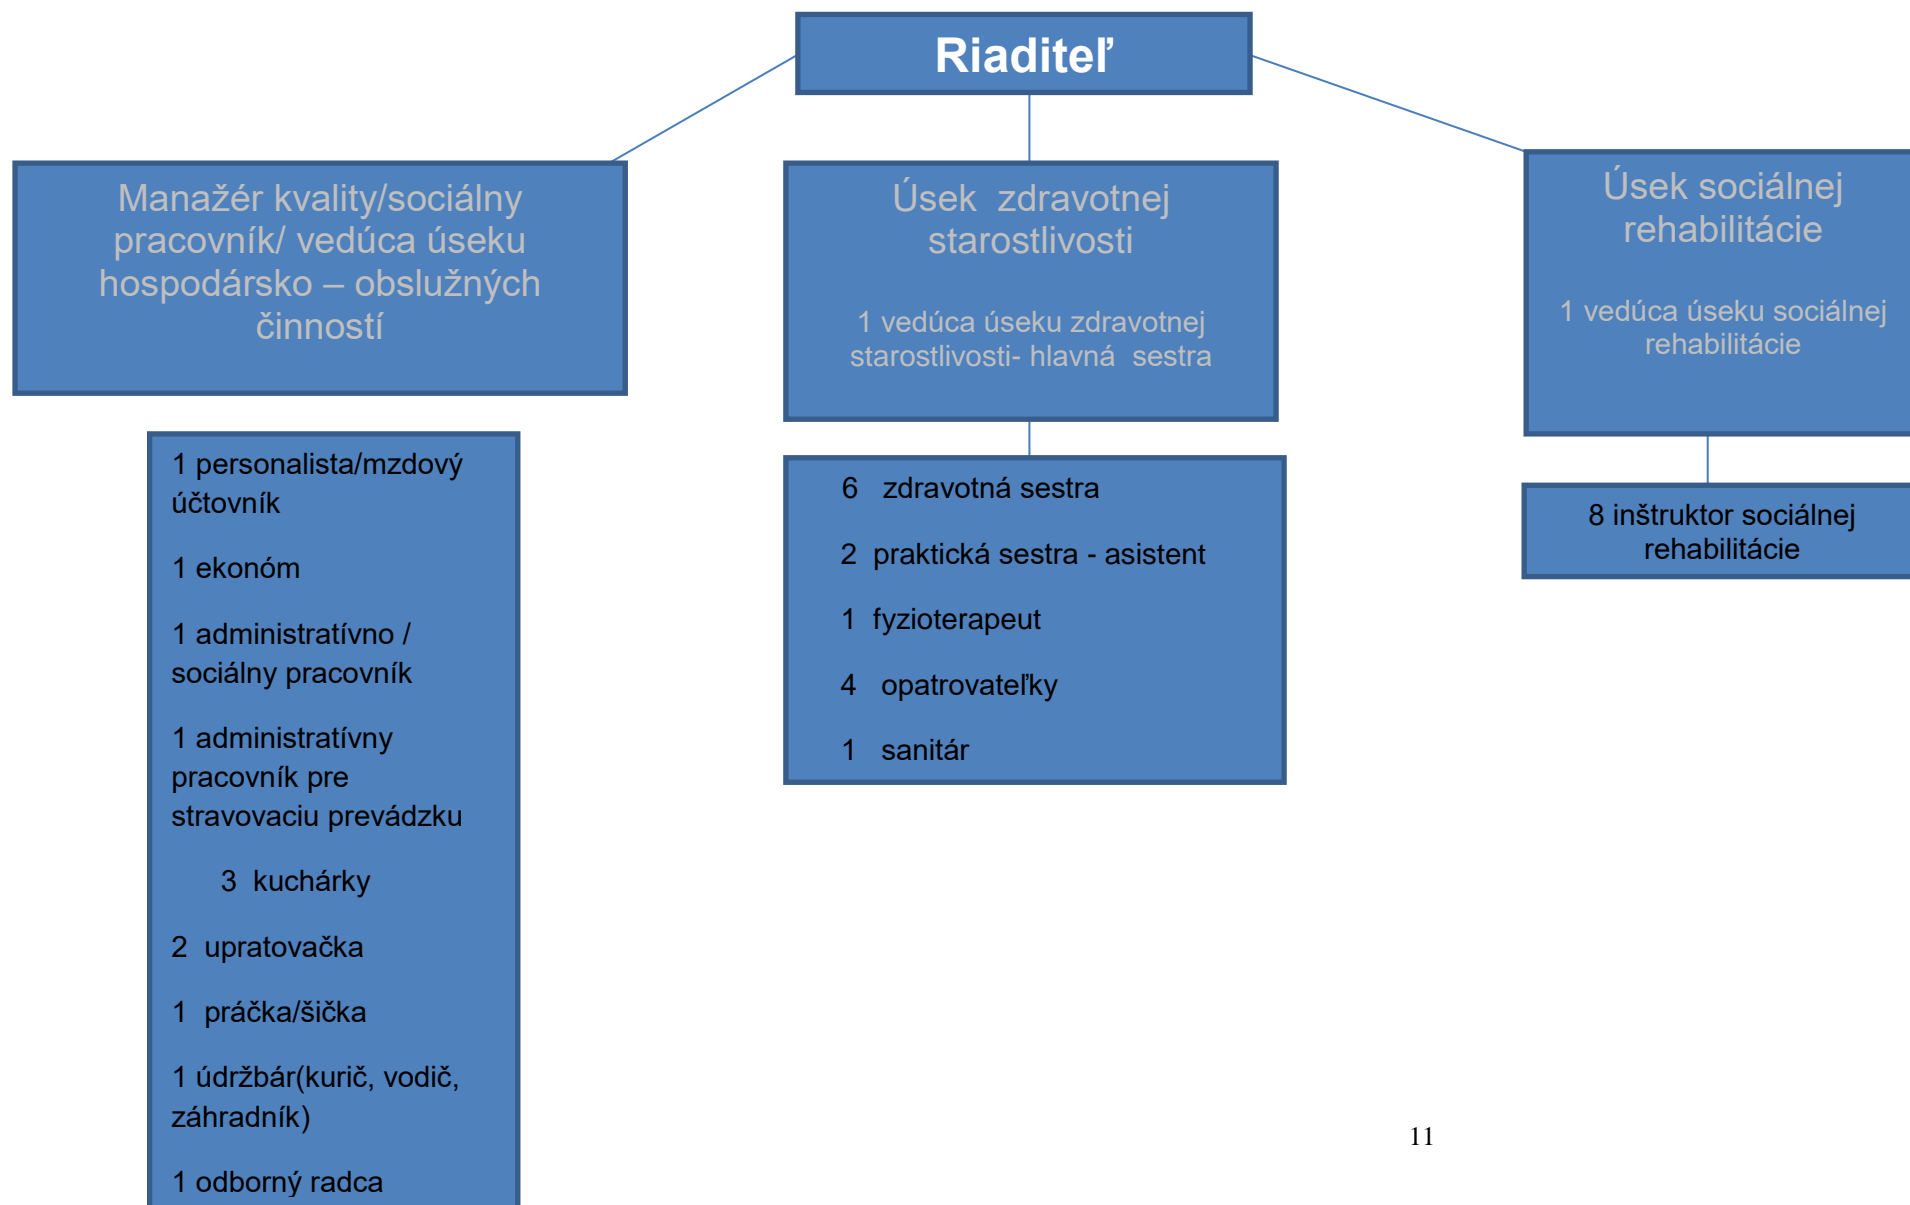 Riaditeľ
Manažér kvality/sociálny
pracovník/ vedúca úseku
hospodársko – obslužných
činností
Úsek zdravotnej
starostlivosti
1 vedúca úseku zdravotnej
starostlivosti- hlavná sestra
Úsek sociálnej
rehabilitácie
1 vedúca úseku sociálnej
rehabilitácie
1 personalista/mzdový
účtovník
1 ekonóm
1 administratívno /
sociálny pracovník
1 administratívny
pracovník pre
stravovaciu prevádzku
3 kuchárky
2 upratovačka
1 práčka/šička
1 údržbár(kurič, vodič,
záhradník)
1 odborný radca
6 zdravotná sestra
2 praktická sestra - asistent
1 fyzioterapeut
4 opatrovateľky
1 sanitár
8 inštruktor sociálnej
rehabilitácie
11